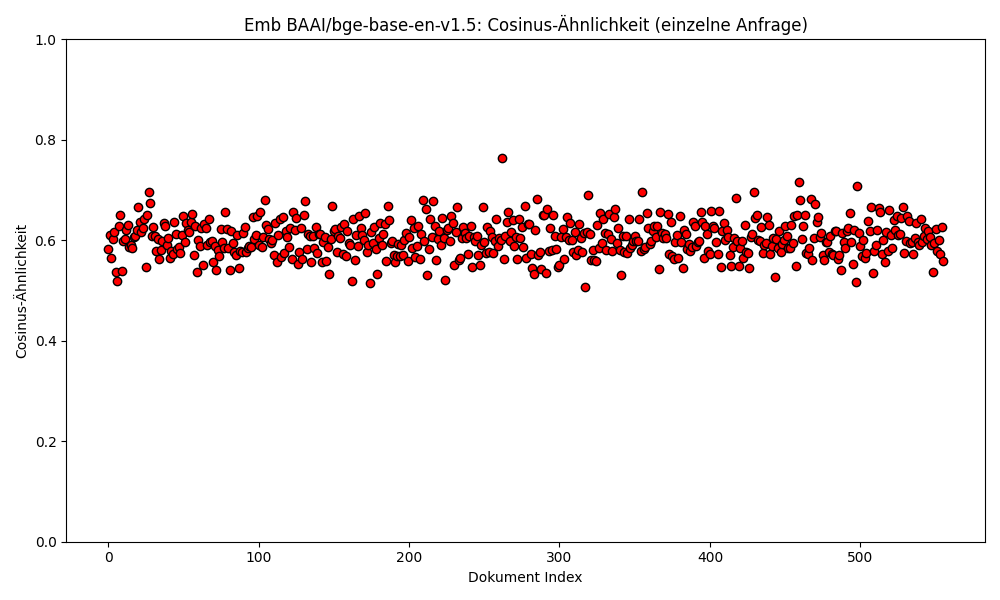 Emb BAAI/bge-base-en-v1.5: Cosinus-Ähnlichkeit (einzelne Anfrage)
1.0
0.8
0.6
0.4
0.2
0.0
Cosinus-Ähnlichkeit
0 100 200 300 400 500
Dokument Index